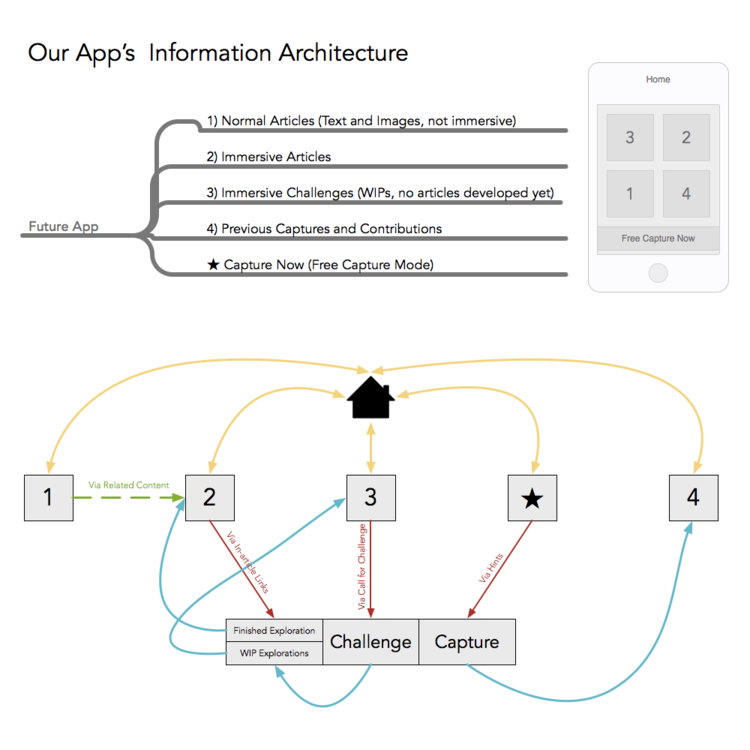 Our App's  Information Architecture
Home
1) Normal Articles (Text and Images, not immersive)
2) Immersive Articles
3) Immersive Challenges (WIPs, no articles developed yet)
4) Previous Captures and Contributions
★ Capture Now (Free Capture Mode)
Future App
3 2
1 4
Free Capture Now
Via Related Content
1 2 3 ★ 4
Via In-article Links
Via Call for Challenge
Via Hints
Finished Exploration
WIP Explorations
Challenge
Capture